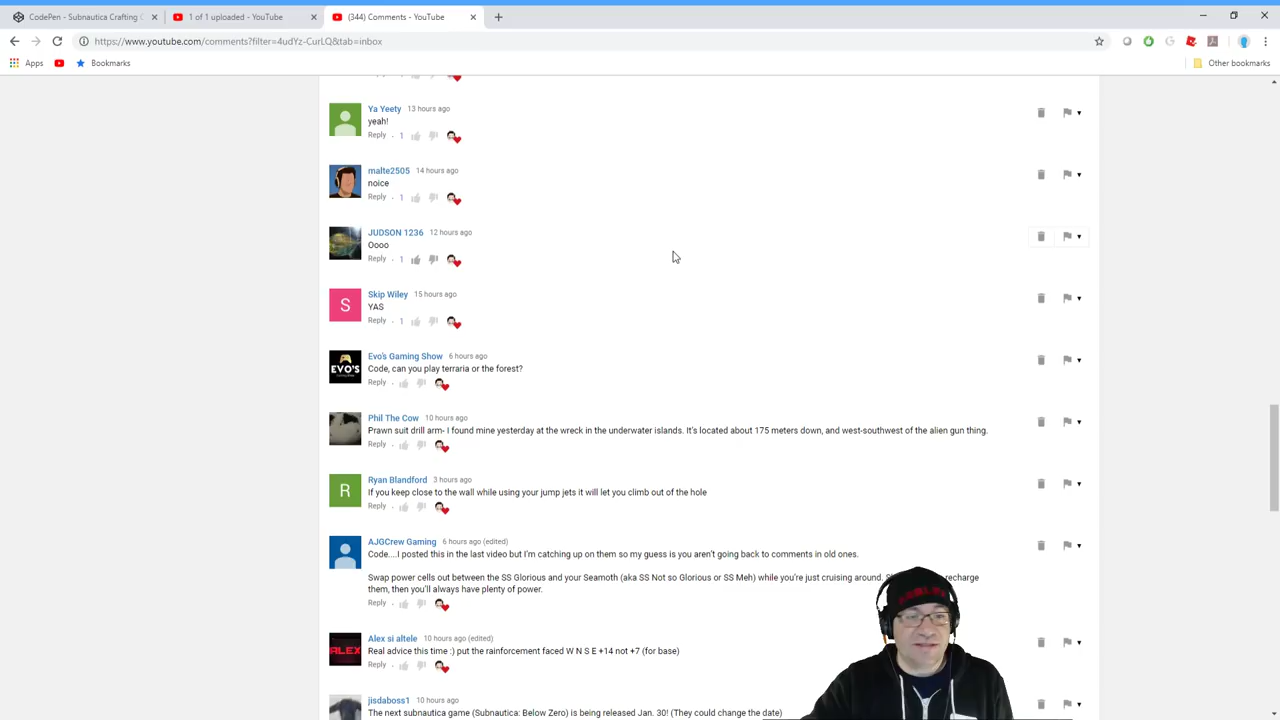 CodePen - Subnautica Crafting C
1 of 1 uploaded - YouTube
(344) Comments - YouTube
https://www.youtube.com/comments?filter=4udYz-CurLQ&tab=inbox
Apps
Bookmarks
Other bookmarks
Ya Yeety 13 hours ago
yeah!
Reply · 1
malte2505 14 hours ago
noice
Reply · 1
JUDSON 1236 12 hours ago
Oooo
Reply · 1
S
Skip Wiley 15 hours ago
YAS
Reply · 1
EVO'S
Evo's Gaming Show 6 hours ago
Code, can you play terraria or the forest?
Reply ·
Phil The Cow 10 hours ago
Prawn suit drill arm- I found mine yesterday at the wreck in the underwater islands. It's located about 175 meters down, and west-southwest of the alien gun thing.
Reply ·
R
Ryan Blandford 3 hours ago
If you keep close to the wall while using your jump jets it will let you climb out of the hole
Reply ·
AJGCrew Gaming 6 hours ago (edited)
Code....I posted this in the last video but I'm catching up on them so my guess is you aren't going back to comments in old ones.
Swap power cells out between the SS Glorious and your Seamoth (aka SS Not so Glorious or SS Meh) while you're just cruising around. recharge
them, then you'll always have plenty of power.
Reply ·
ROBLOX
ALEX
Alex si altele 10 hours ago (edited)
Real advice this time :) put the rainforcement faced W N S E +14 not +7 (for base)
Reply ·
jisdaboss1 10 hours ago
The next subnautica game (Subnautica: Below Zero) is being released Jan. 30! (They could change the date)